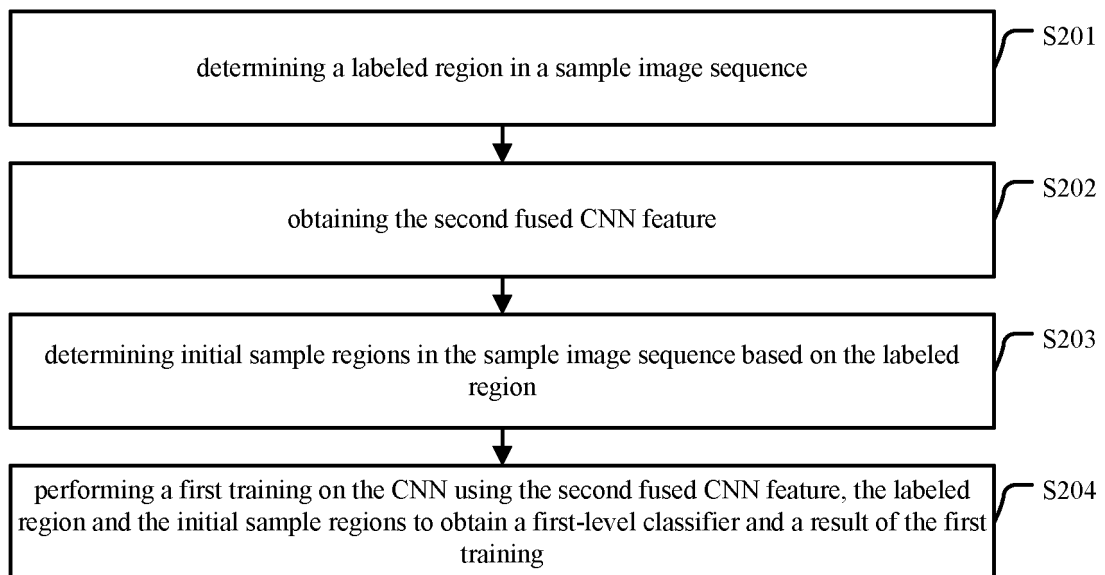 determining a labeled region in a sample image sequence
S201
obtaining the second fused CNN feature
S202
determining initial sample regions in the sample image sequence based on the labeled
region
S203
performing a first training on the CNN using the second fused CNN feature, the labeled
region and the initial sample regions to obtain a first-level classifier and a result of the first
training
S204